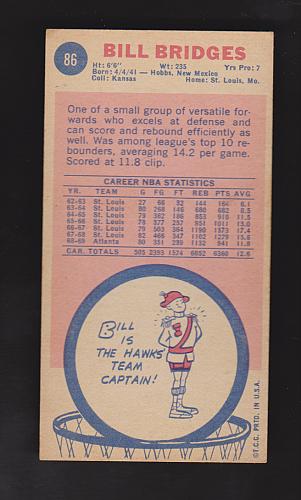 86
BILL BRIDGES
Ht: 6'6" Wt: 235 Yrs Pro: 7
Born: 4/4/41 — Hobbs, New Mexico
Coll: Kansas Home: St. Louis, Mo.
One of a small group of versatile for-
wards who excels at defense and
can score and rebound efficiently as
well. Was among league's top 10 re-
bounders, averaging 14.2 per game.
Scored at 11.8 clip.
CAREER NBA STATISTICS
YR. TEAM G FG FT REB PTS AVG
62-63 St. Louis 27 66 32 144 164 6.1
63-64 St. Louis 80 268 146 680 682 8.5
64-65 St. Louis 79 362 186 853 910 11.5
65-66 St. Louis 78 377 257 951 1011 13.0
66-67 St. Louis 79 503 367 1190 1373 17.4
67-68 St. Louis 82 466 347 1102 1279 15.6
68-69 Atlanta 80 351 239 1132 941 11.8
CAR. TOTALS 505 2393 1574 6052 6360 12.6
BILL
IS
THE HAWKS'
TEAM
CAPTAIN!
©T.C.G. PRTD. IN U.S.A.